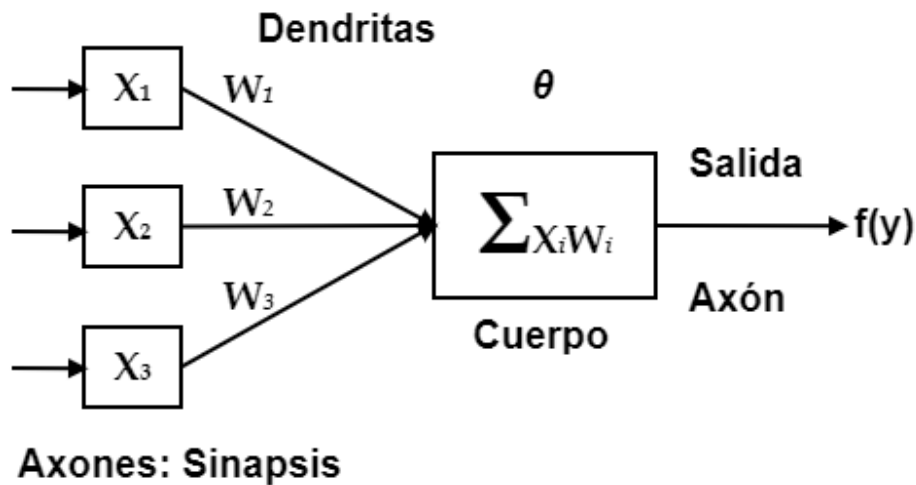 Dendritas
X₁
W₁
θ
X₂
W₂
∑XᵢWᵢ
Salida
f(y)
Axón
W₃
Cuerpo
X₃
Axones: Sinapsis